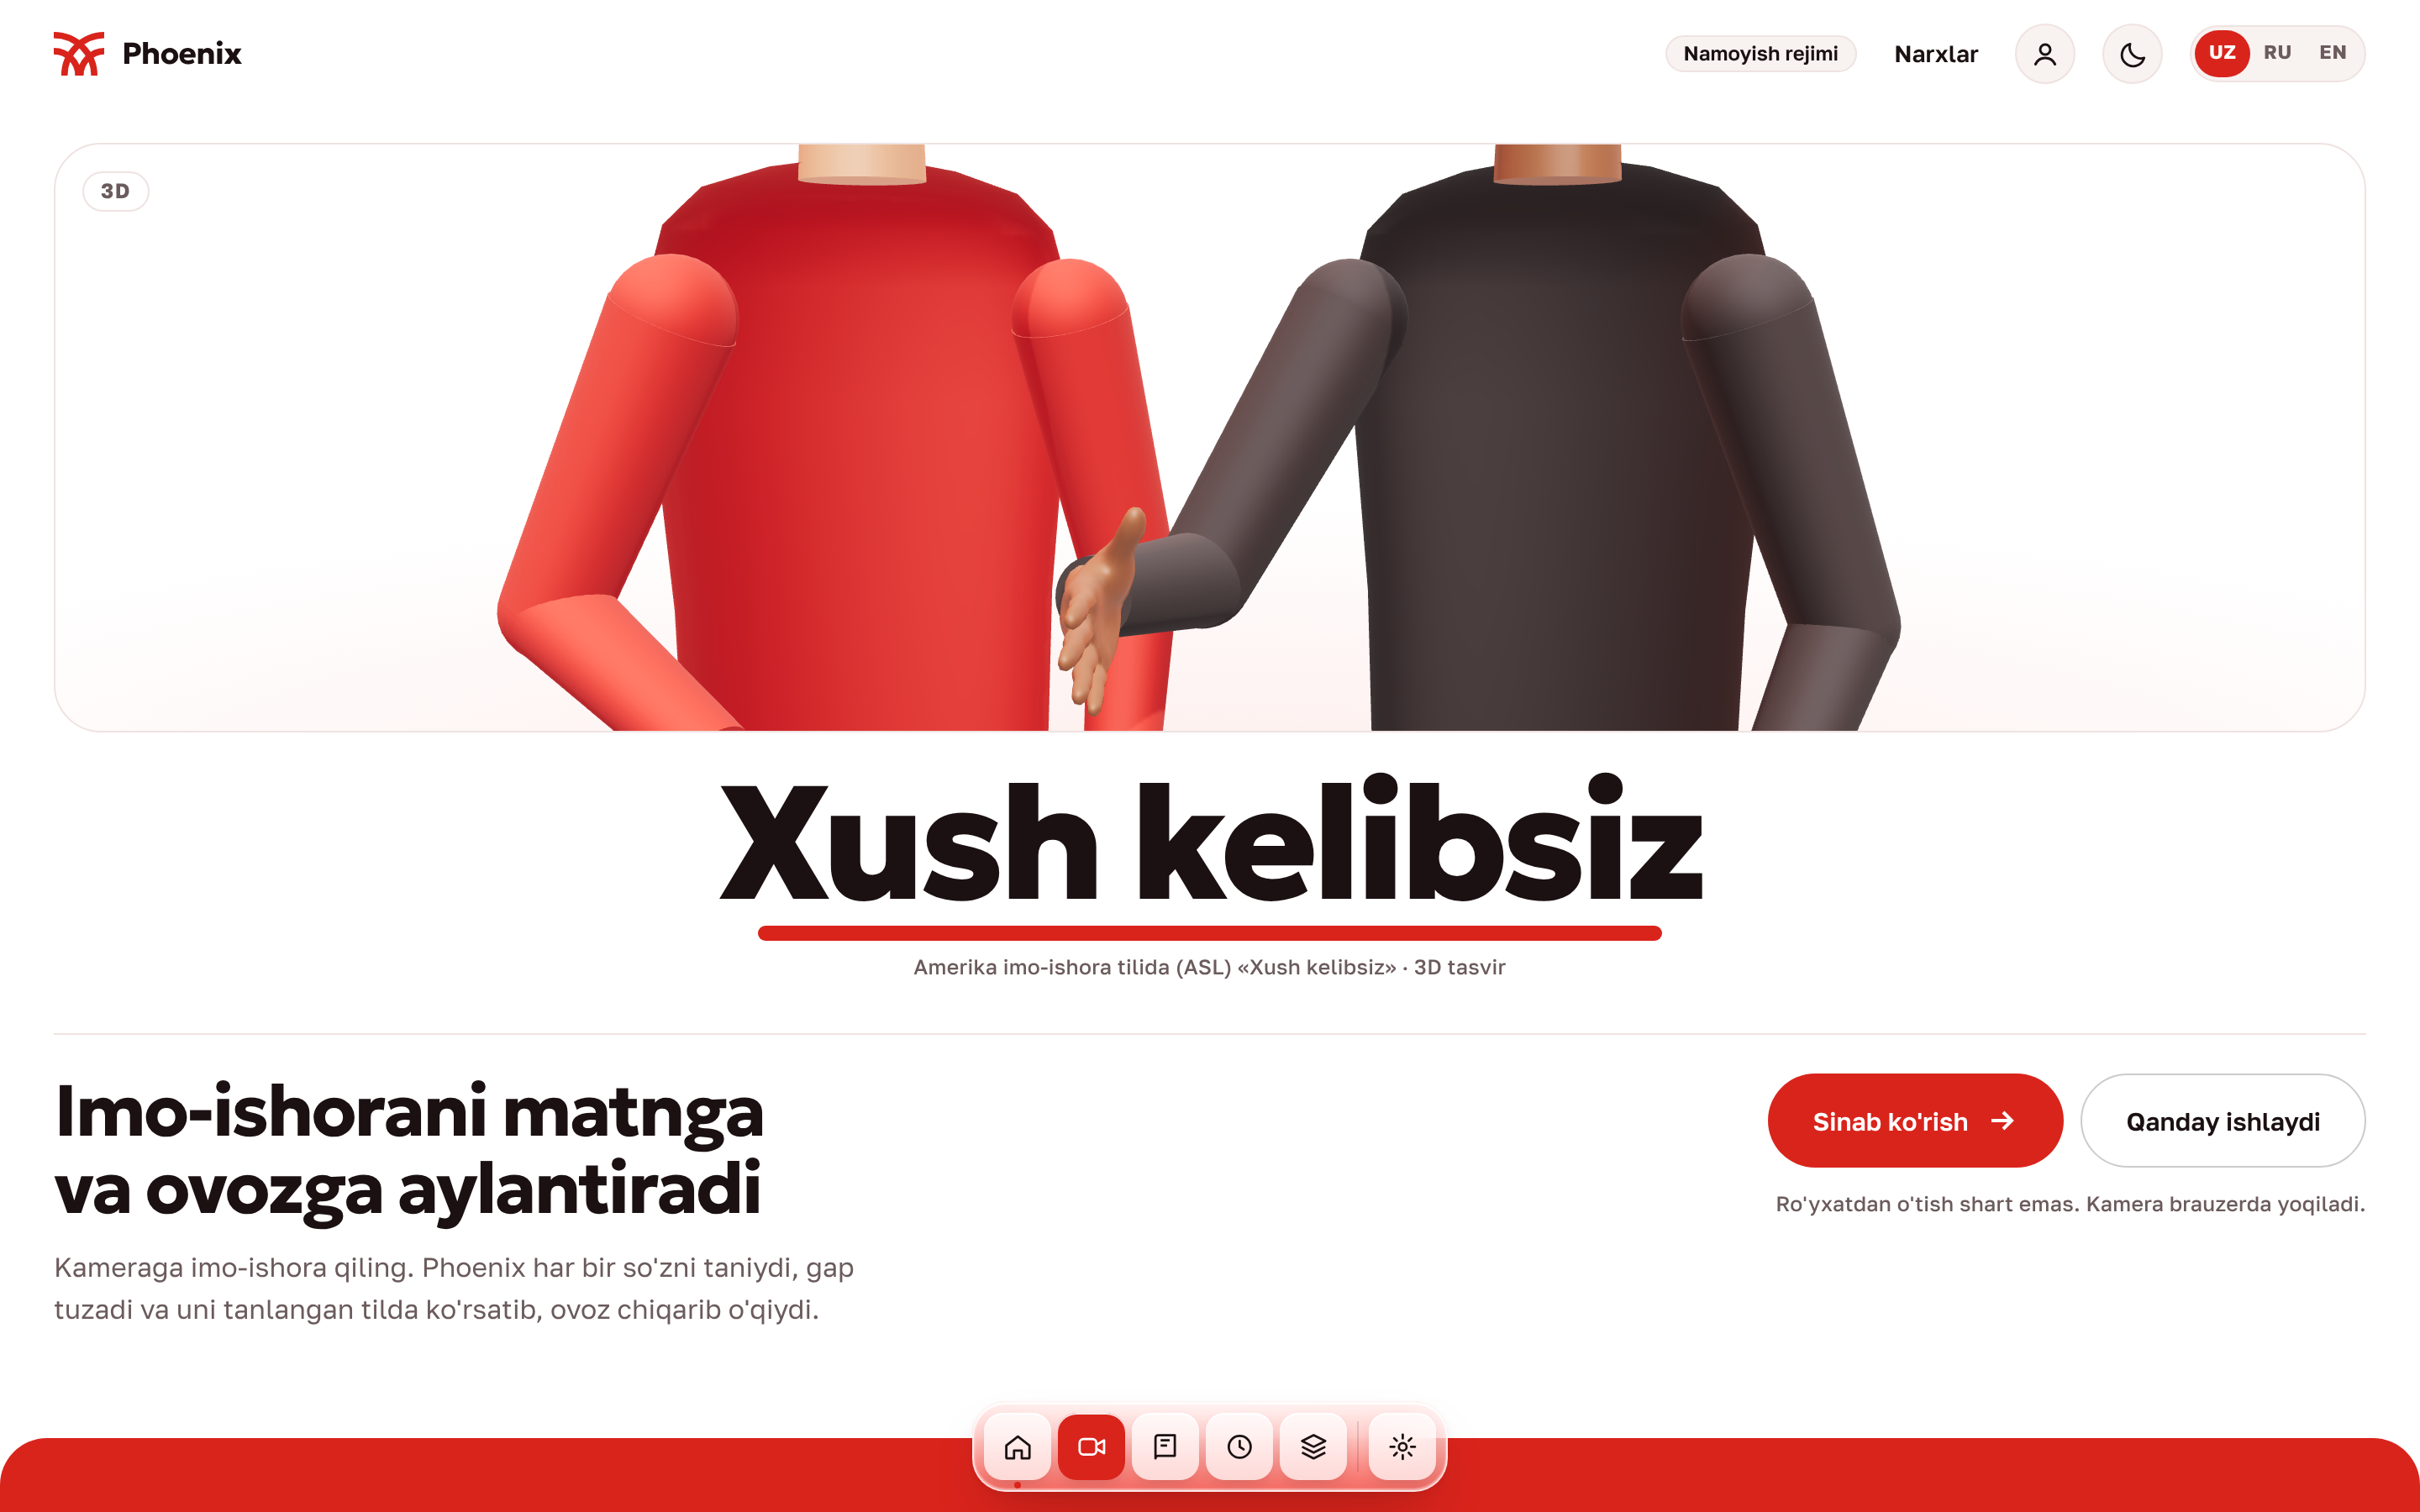 Phoenix
Namoyish rejimi
Narxlar
UZ RU EN
3D
Xush kelibsiz
Amerika imo-ishora tilida (ASL) «Xush kelibsiz» · 3D tasvir
Imo-ishorani matnga
va ovozga aylantiradi
Kameraga imo-ishora qiling. Phoenix har bir so'zni taniydi, gap
tuzadi va uni tanlangan tilda ko'rsatib, ovoz chiqarib o'qiydi.
Sinab ko'rish →
Qanday ishlaydi
Ro'yxatdan o'tish shart emas. Kamera brauzerda yoqiladi.